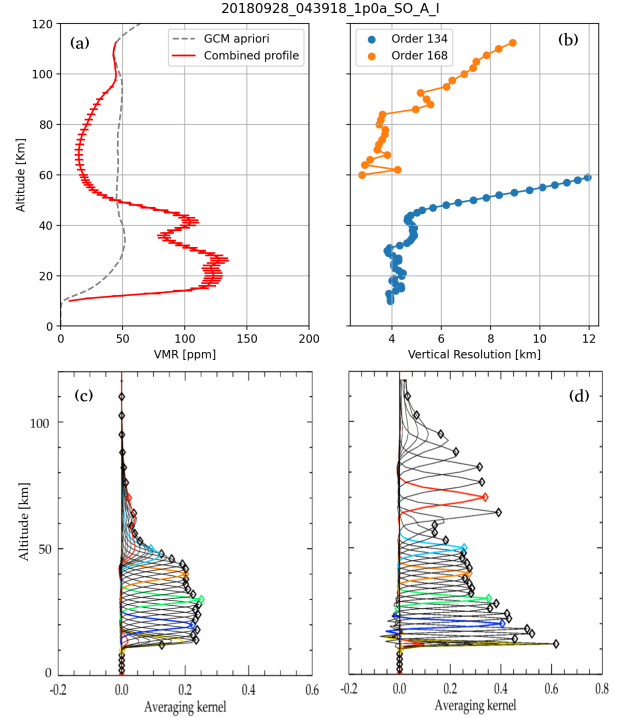 20180928_043918_1p0a_SO_A_I
(a)
GCM apriori
Combined profile
120
100
80
60
40
20
0
Altitude [Km]
0 50 100 150 200
VMR [ppm]
Order 134
Order 168
(b)
4 6 8 10 12
Vertical Resolution [km]
(c)
100
50
0
Altitude [km]
-0.2 0.0 0.2 0.4 0.6
Averaging kernel
(d)
-0.2 0.0 0.2 0.4 0.6 0.8
Averaging kernel